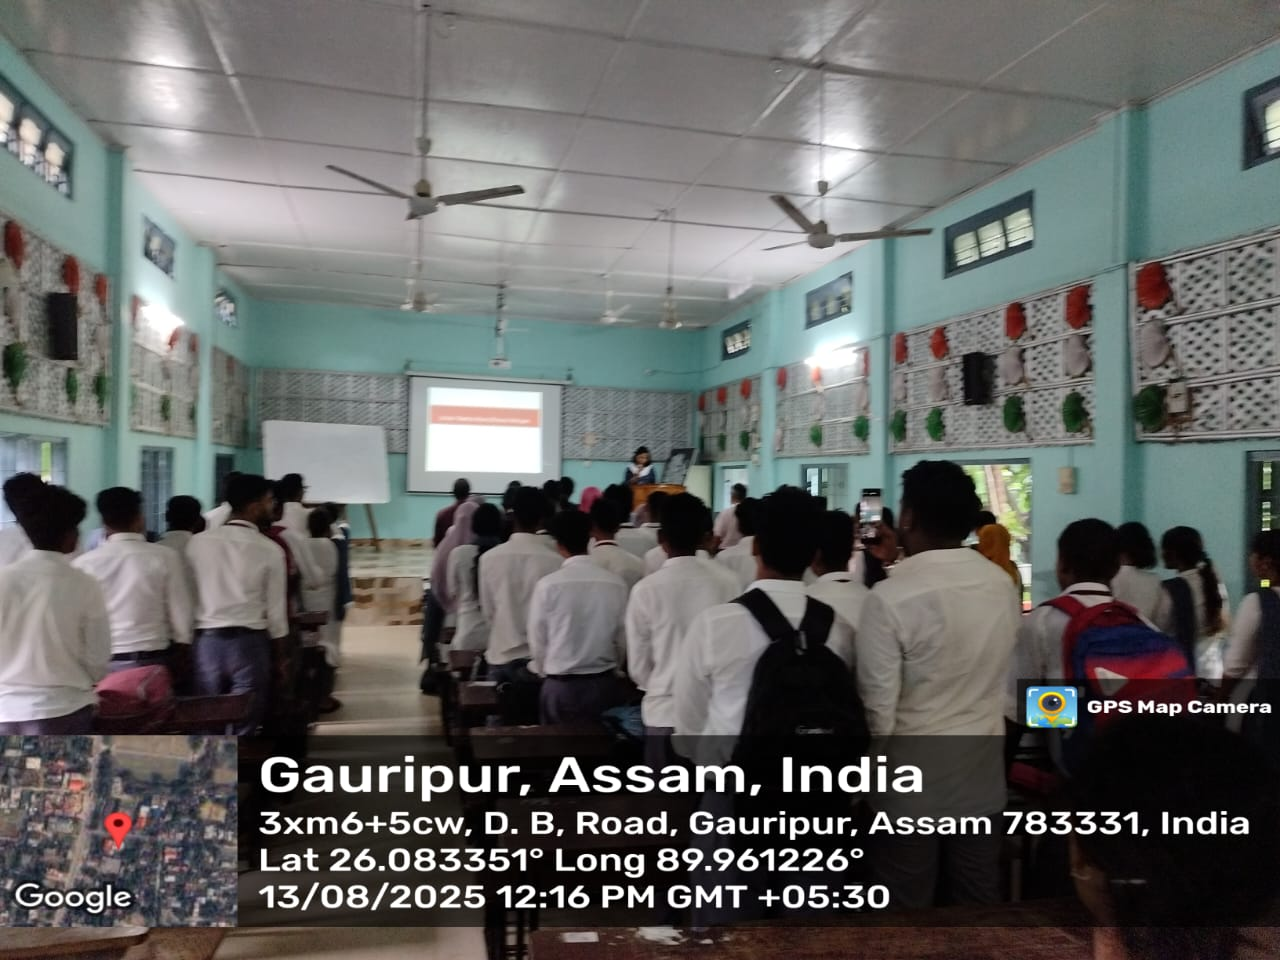 GPS Map Camera
Gauripur, Assam, India
3xm6+5cw, D. B, Road, Gauripur, Assam 783331, India
Lat 26.083351° Long 89.961226°
13/08/2025 12:16 PM GMT +05:30
Google